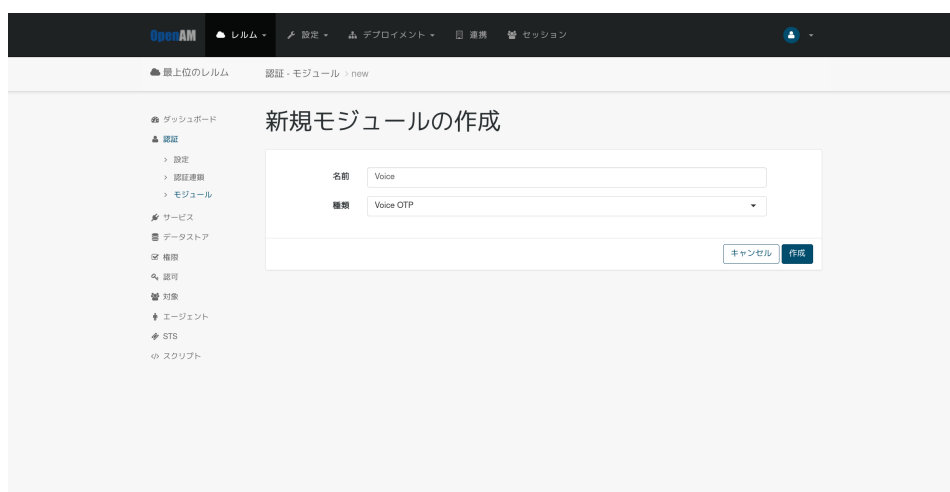 OpenAM レルム 設定 デプロイメント 連携 セッション
最上位のレルム 認証 - モジュール > new
ダッシュボード
認証
> 設定
> 認証連鎖
> モジュール
サービス
データストア
権限
認可
対象
エージェント
STS
スクリプト
新規モジュールの作成
名前 Voice
種類 Voice OTP
キャンセル 作成